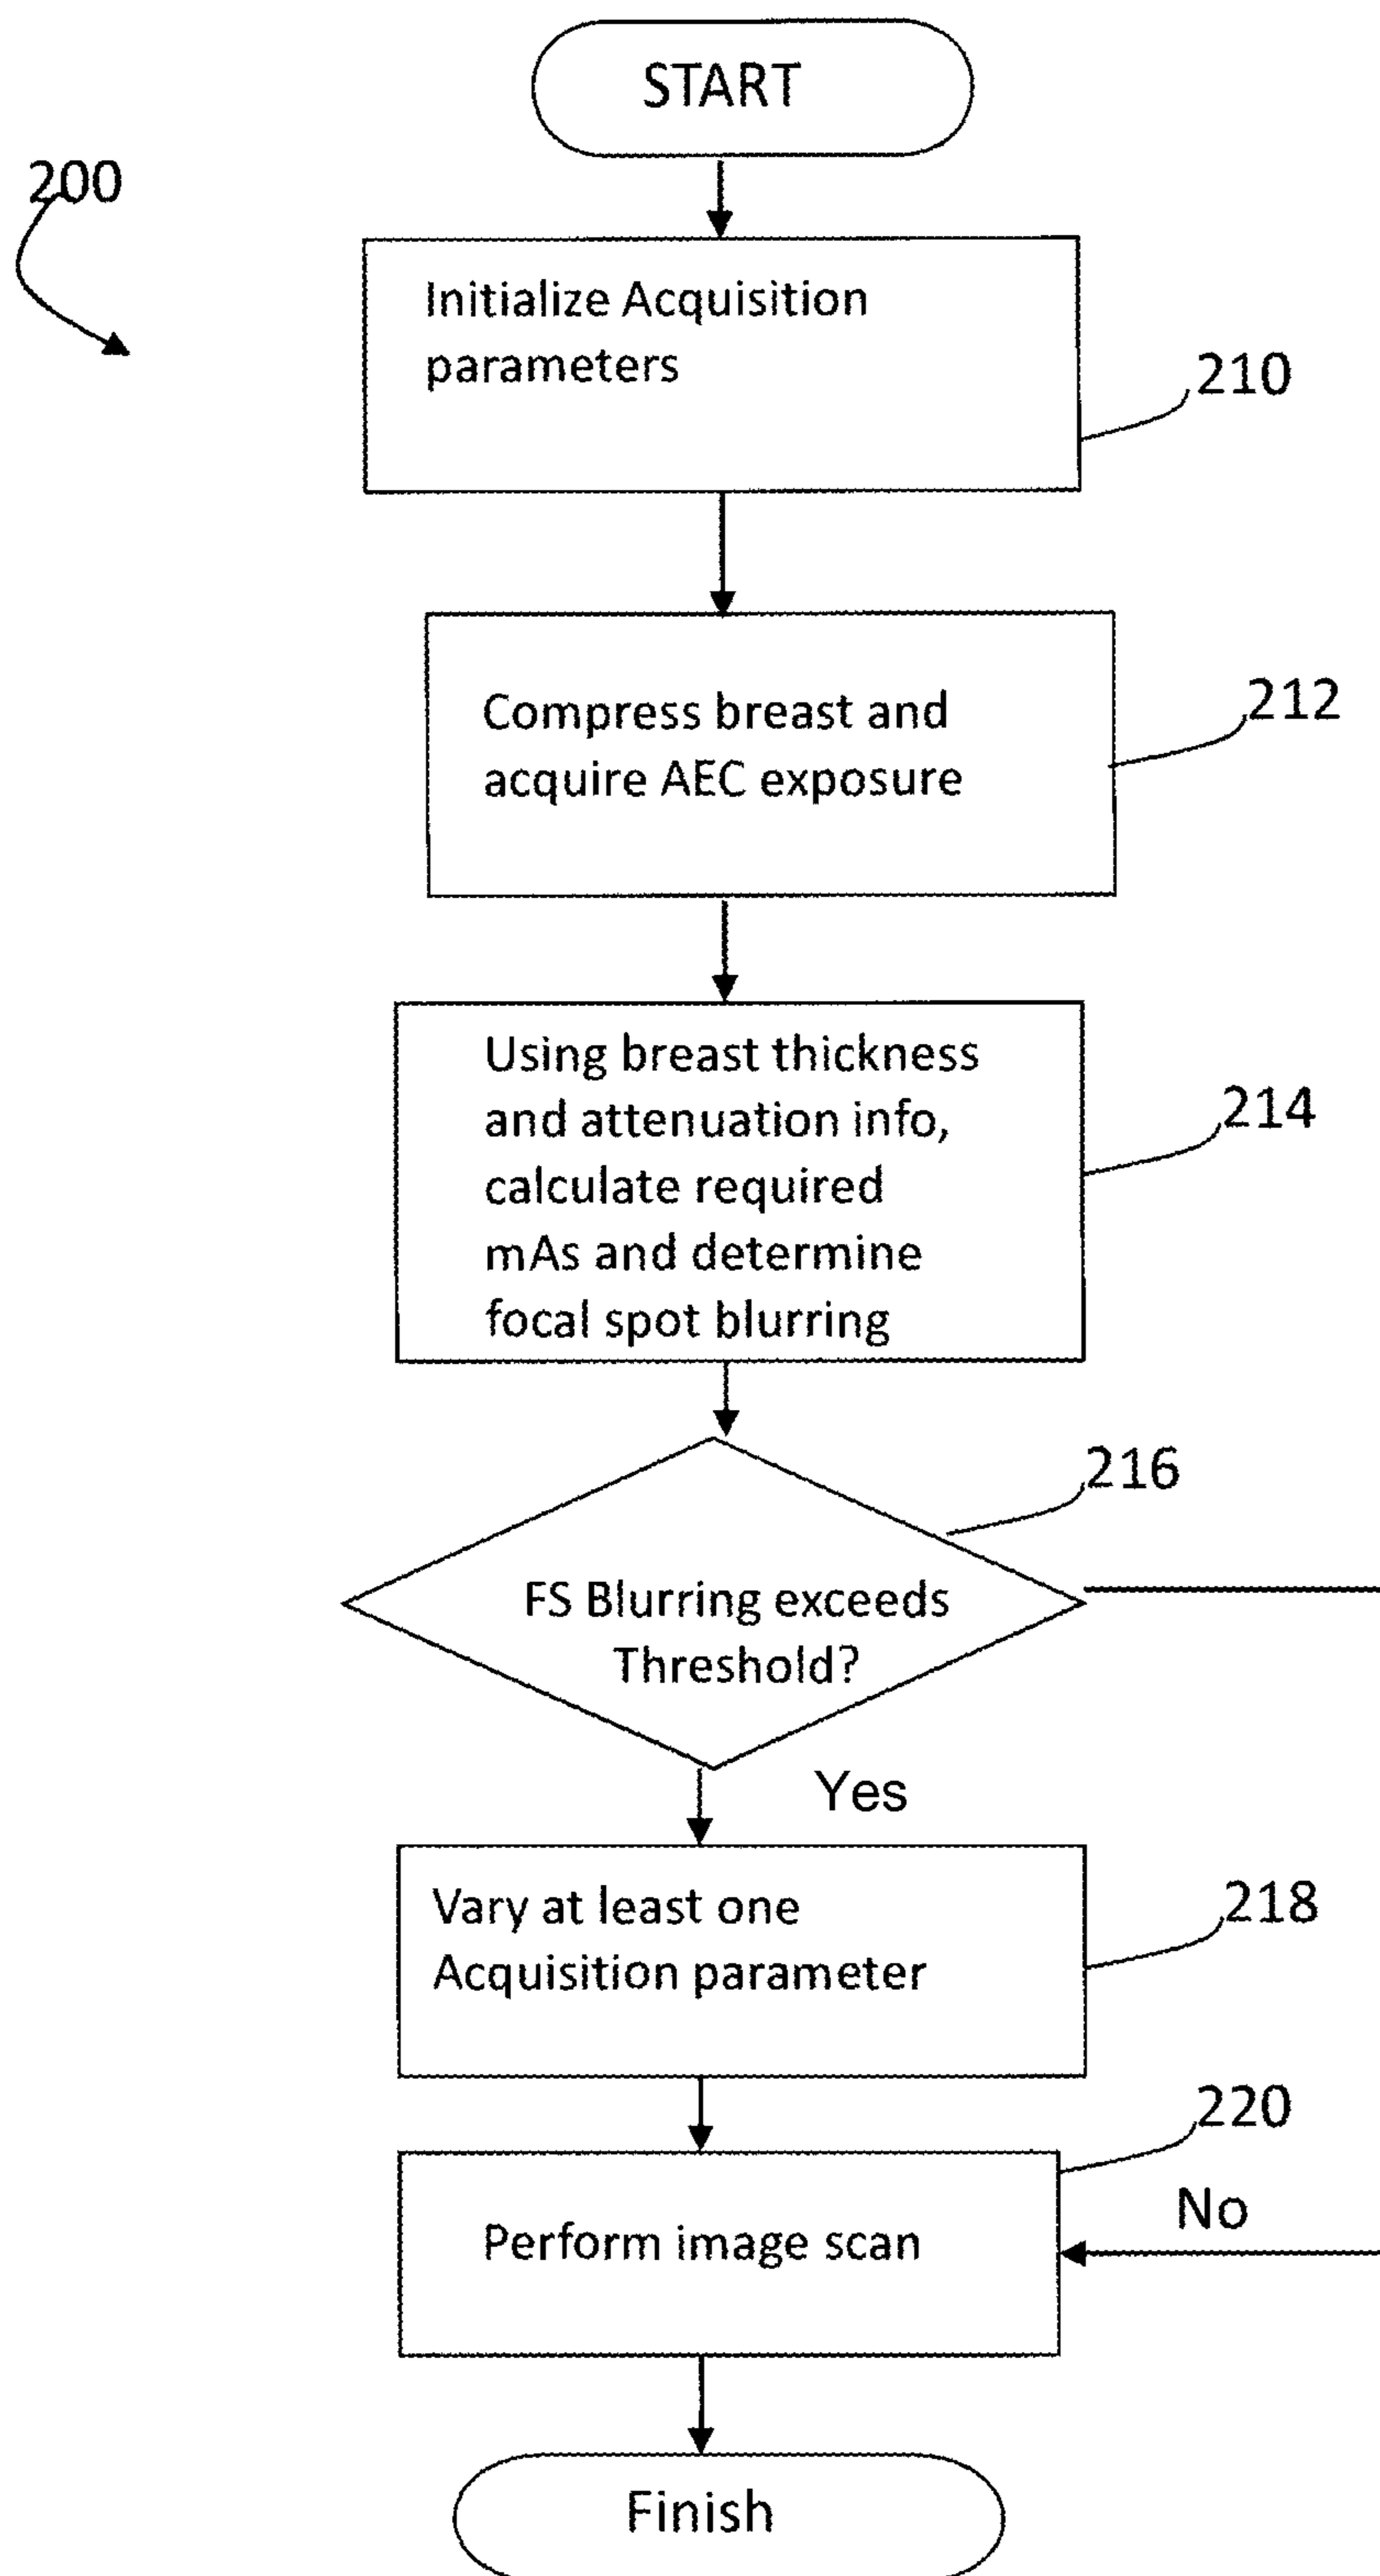 START
200
Initialize Acquisition
parameters
210
Compress breast and
acquire AEC exposure
212
Using breast thickness
and attenuation info,
calculate required
mAs and determine
focal spot blurring
214
216
FS Blurring exceeds
Threshold?
Yes
Vary at least one
Acquisition parameter
218
220
No
Perform image scan
Finish